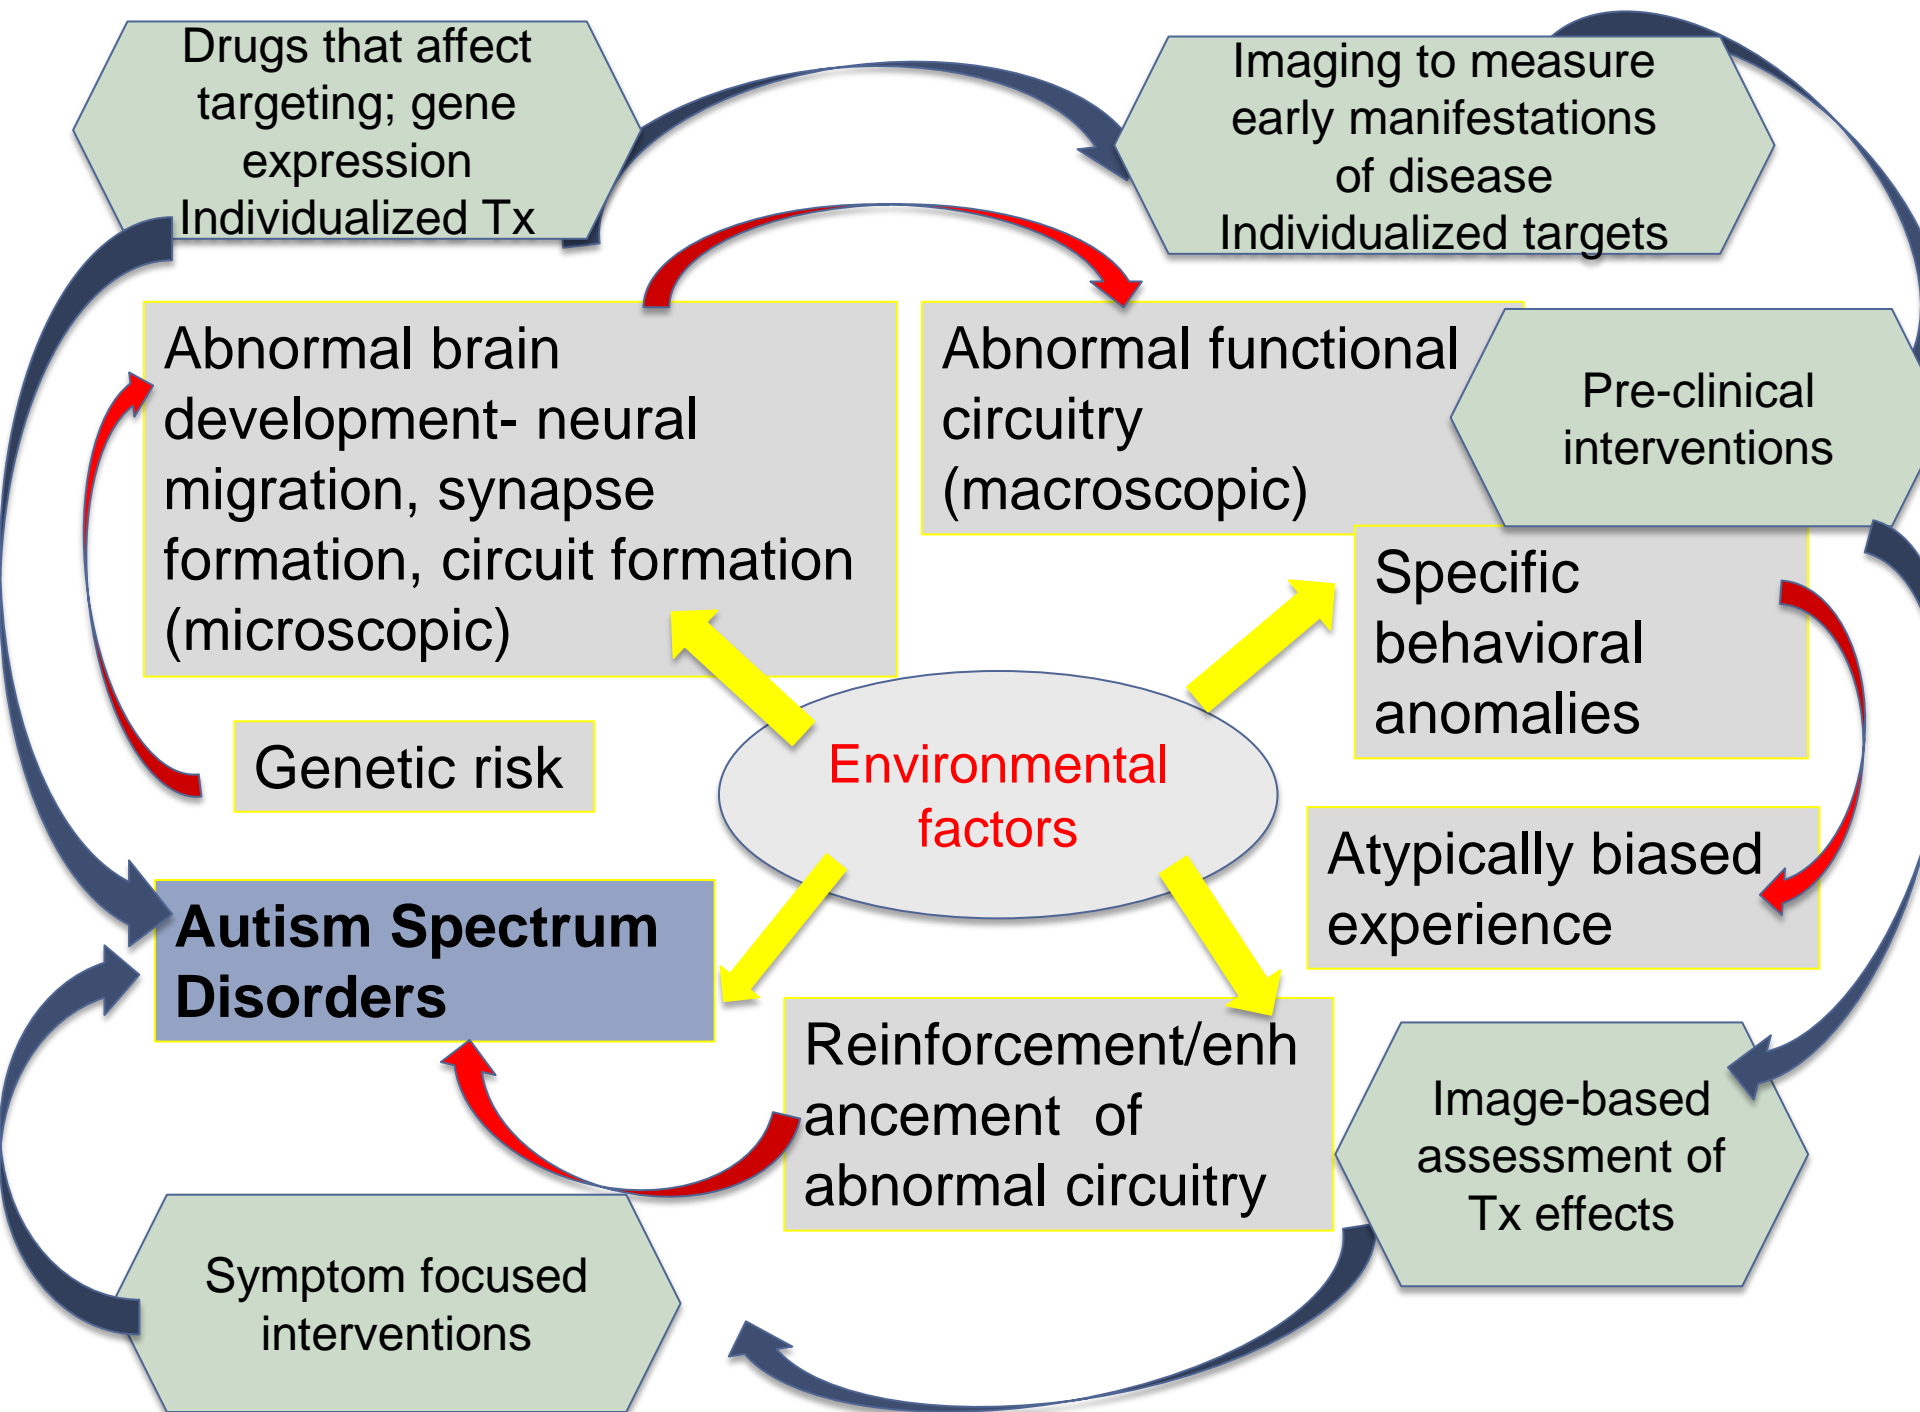 Drugs that affect
targeting; gene
expression
Individualized Tx
Imaging to measure
early manifestations
of disease
Individualized targets
Abnormal brain
development- neural
migration, synapse
formation, circuit formation
(microscopic)
Abnormal functional
circuitry
(macroscopic)
Pre-clinical
interventions
Specific
behavioral
anomalies
Genetic risk
Environmental
factors
Atypically biased
experience
Autism Spectrum
Disorders
Reinforcement/enh
ancement of
abnormal circuitry
Image-based
assessment of
Tx effects
Symptom focused
interventions